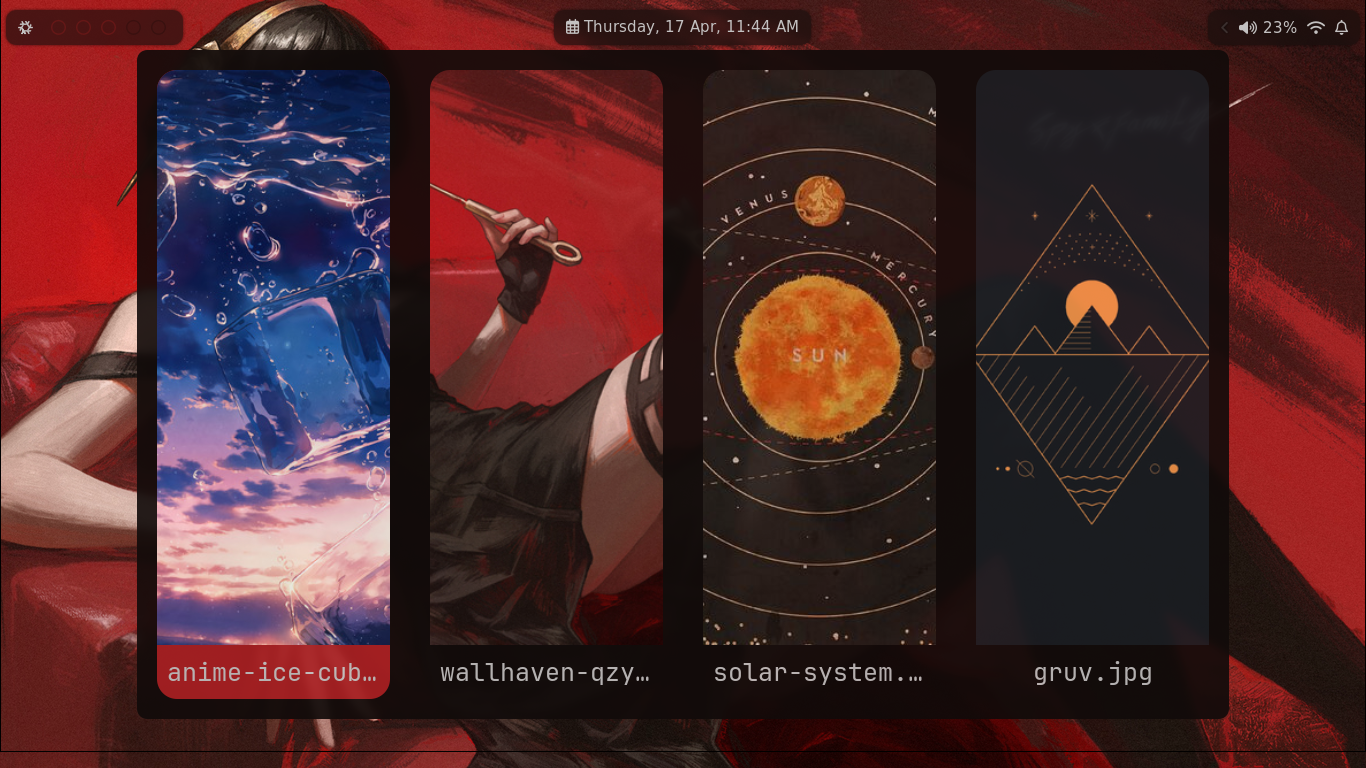 Thursday, 17 Apr, 11:44 AM
23%
VENUS
MERCURY
SUN
anime-ice-cub…
wallhaven-qzy…
solar-system.…
gruv.jpg